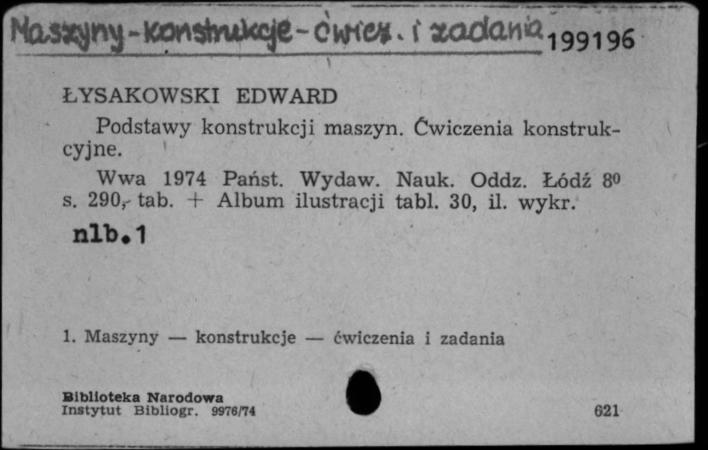 Maszyny - konstrukcje - ćwicz. i zadania 199196
ŁYSAKOWSKI EDWARD
Podstawy konstrukcji maszyn. Ćwiczenia konstruk-
cyjne.
Wwa 1974 Państ. Wydaw. Nauk. Oddz. Łódź 8⁰
s. 290, tab. + Album ilustracji tabl. 30, il. wykr.
nlb.1
1. Maszyny — konstrukcje — ćwiczenia i zadania
Biblioteka Narodowa
Instytut Bibliogr. 9976/74 621